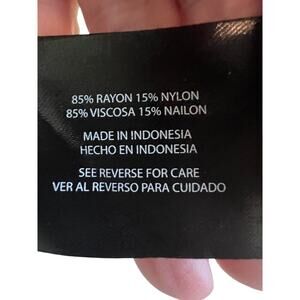 85% RAYON 15% NYLON
85% VISCOSA 15% NAILON
MADE IN INDONESIA
HECHO EN INDONESIA
SEE REVERSE FOR CARE
VER AL REVERSO PARA CUIDADO